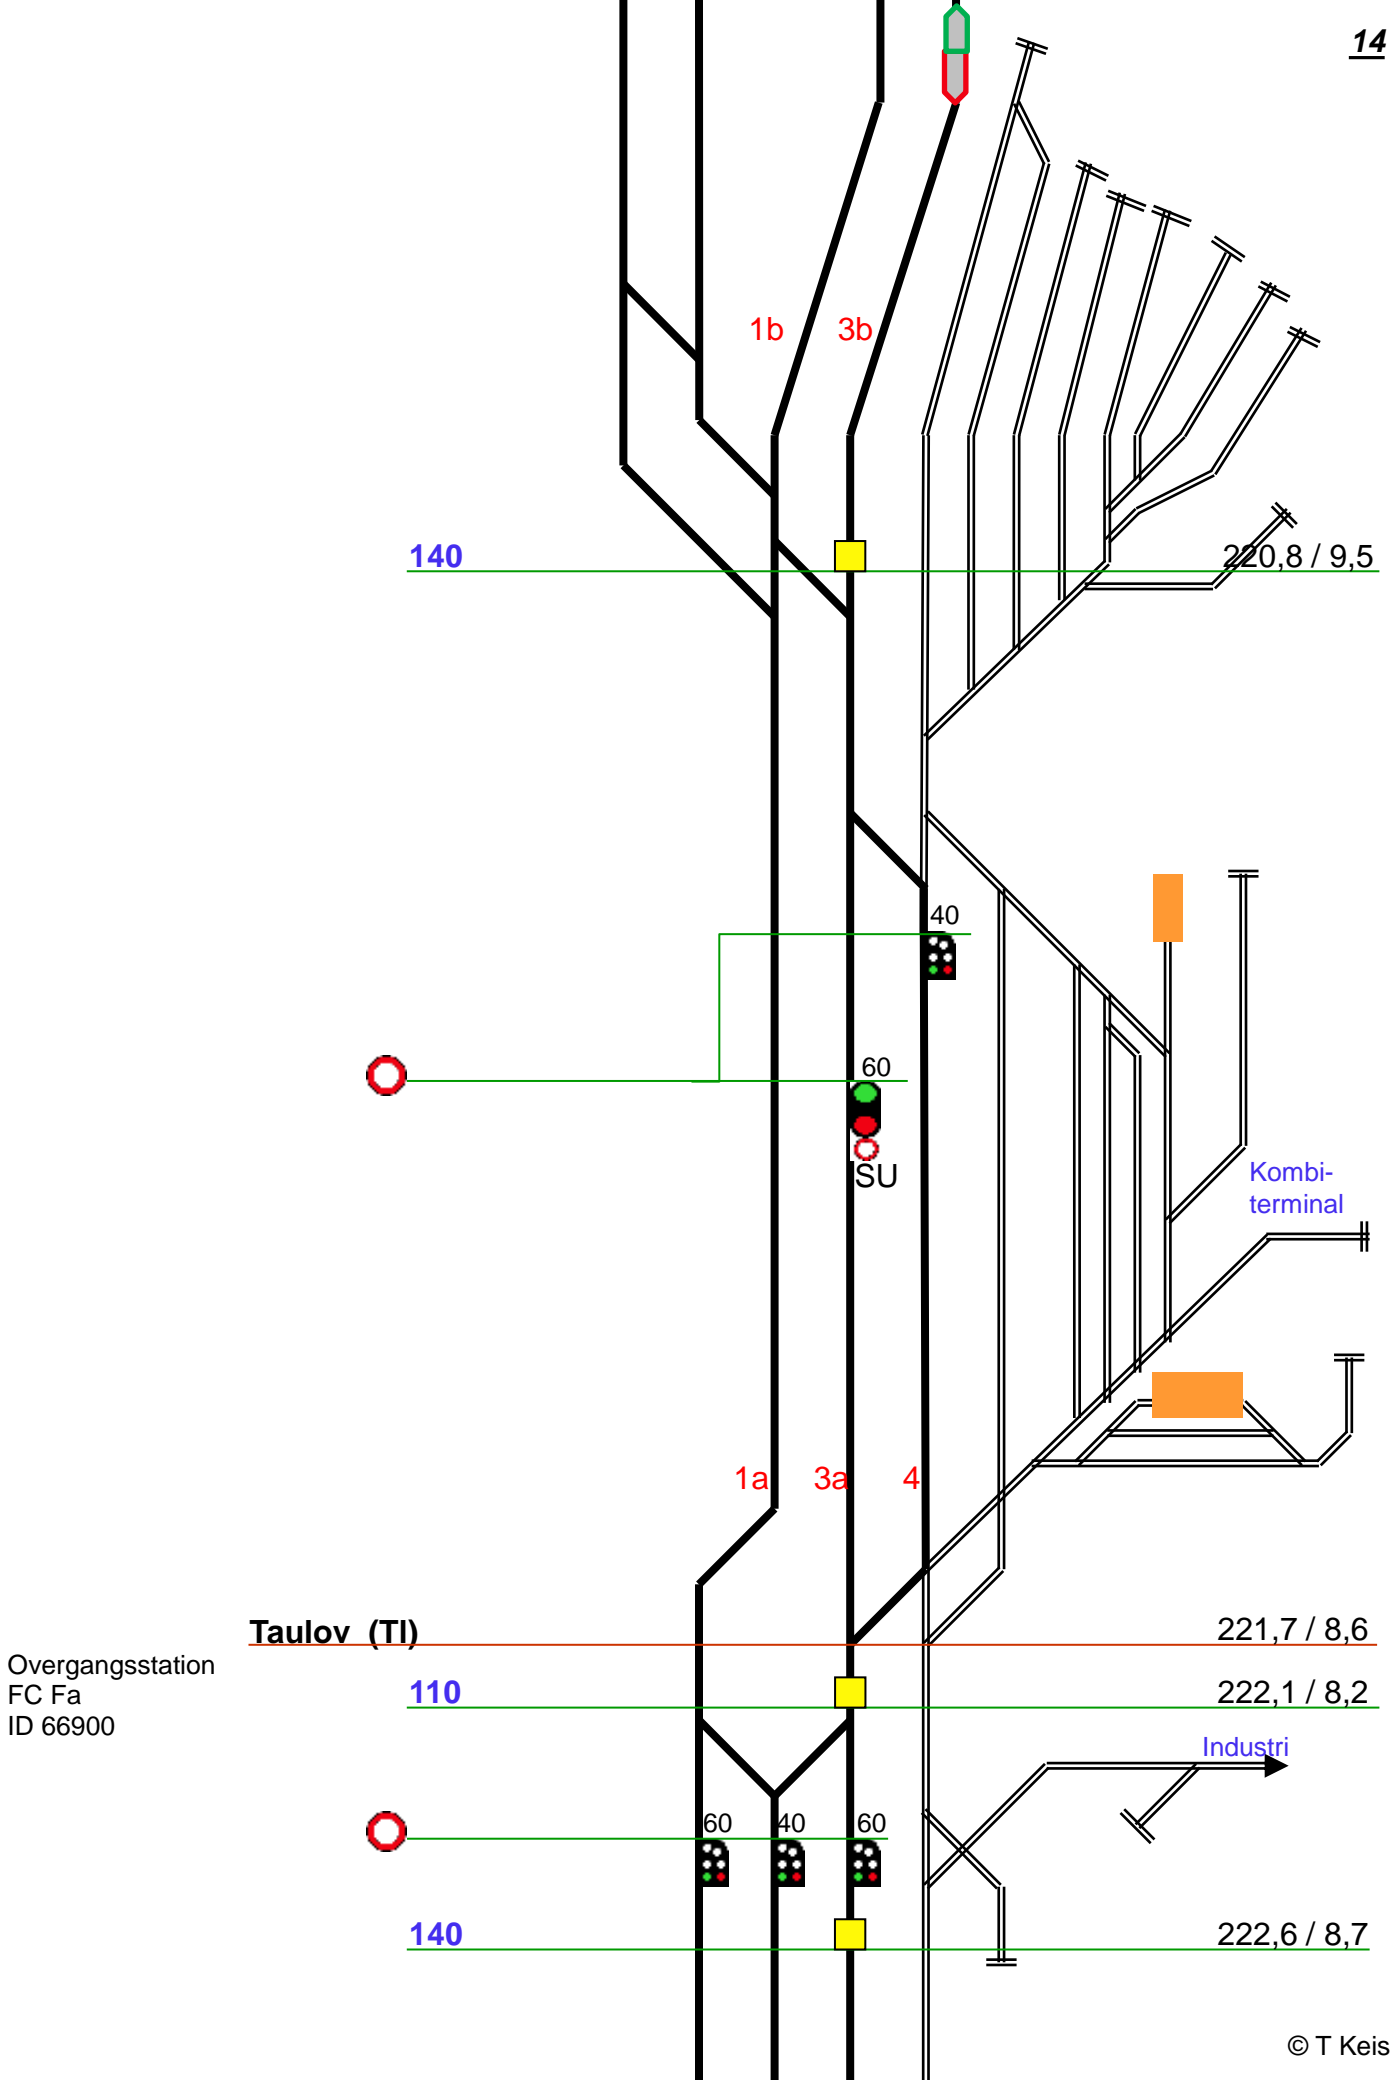 14
1b 3b
140 220,8 / 9,5
40
60
SU
Kombi-
terminal
1a 3a 4
Taulov (Tl) 221,7 / 8,6
Overgangsstation
FC Fa
ID 66900
110 222,1 / 8,2
Industri
60 40 60
140 222,6 / 8,7
© T Keis